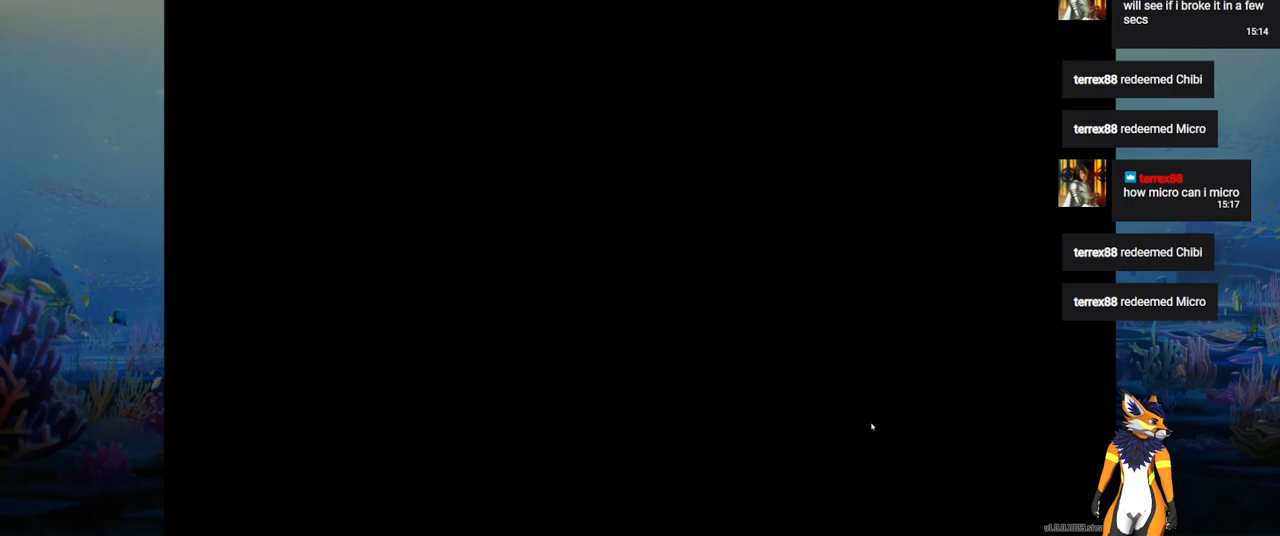 will see if i broke it in a few
secs
15:14
terrex88 redeemed Chibi
terrex88 redeemed Micro
terrex88
how micro can i micro
15:17
terrex88 redeemed Chibi
terrex88 redeemed Micro